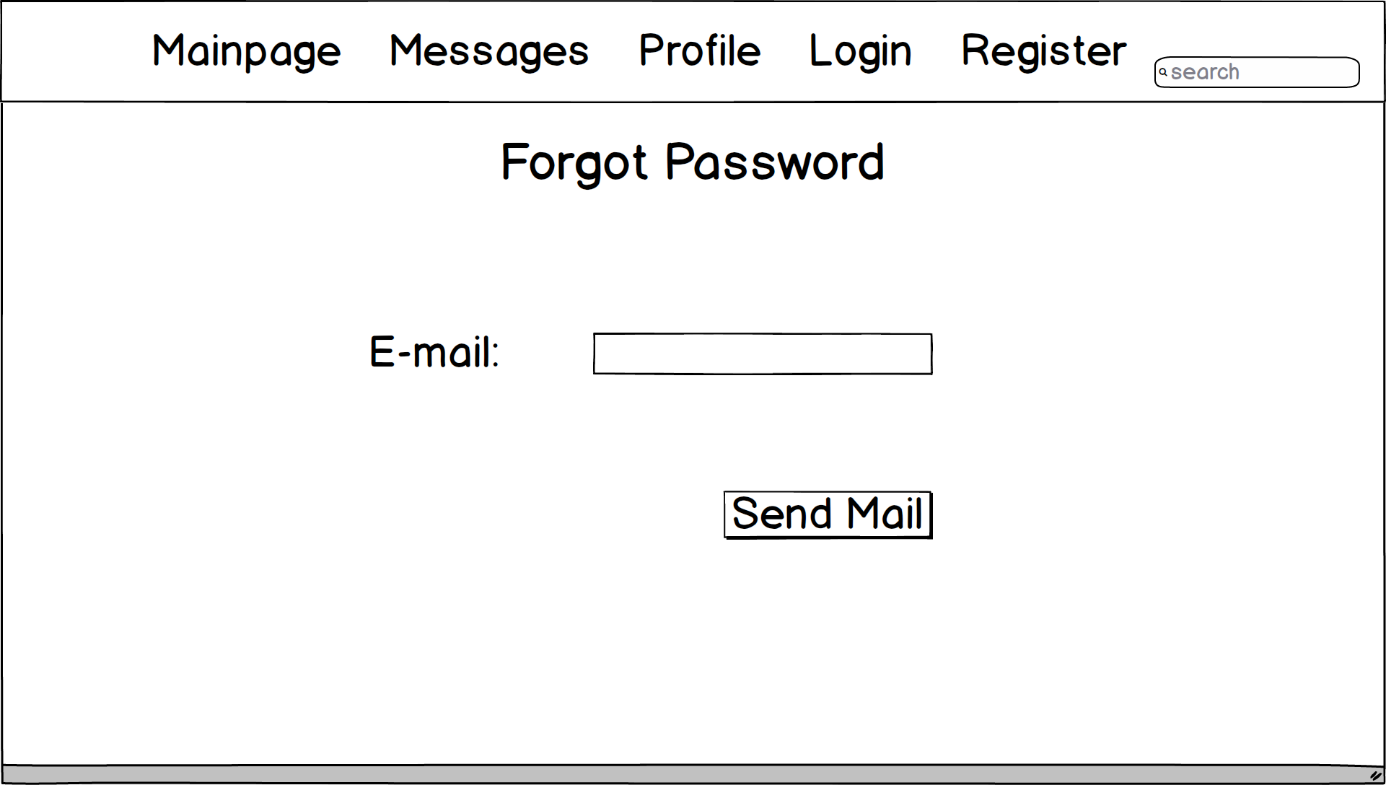 Mainpage Messages Profile Login Register search
Forgot Password
E-mail:
Send Mail